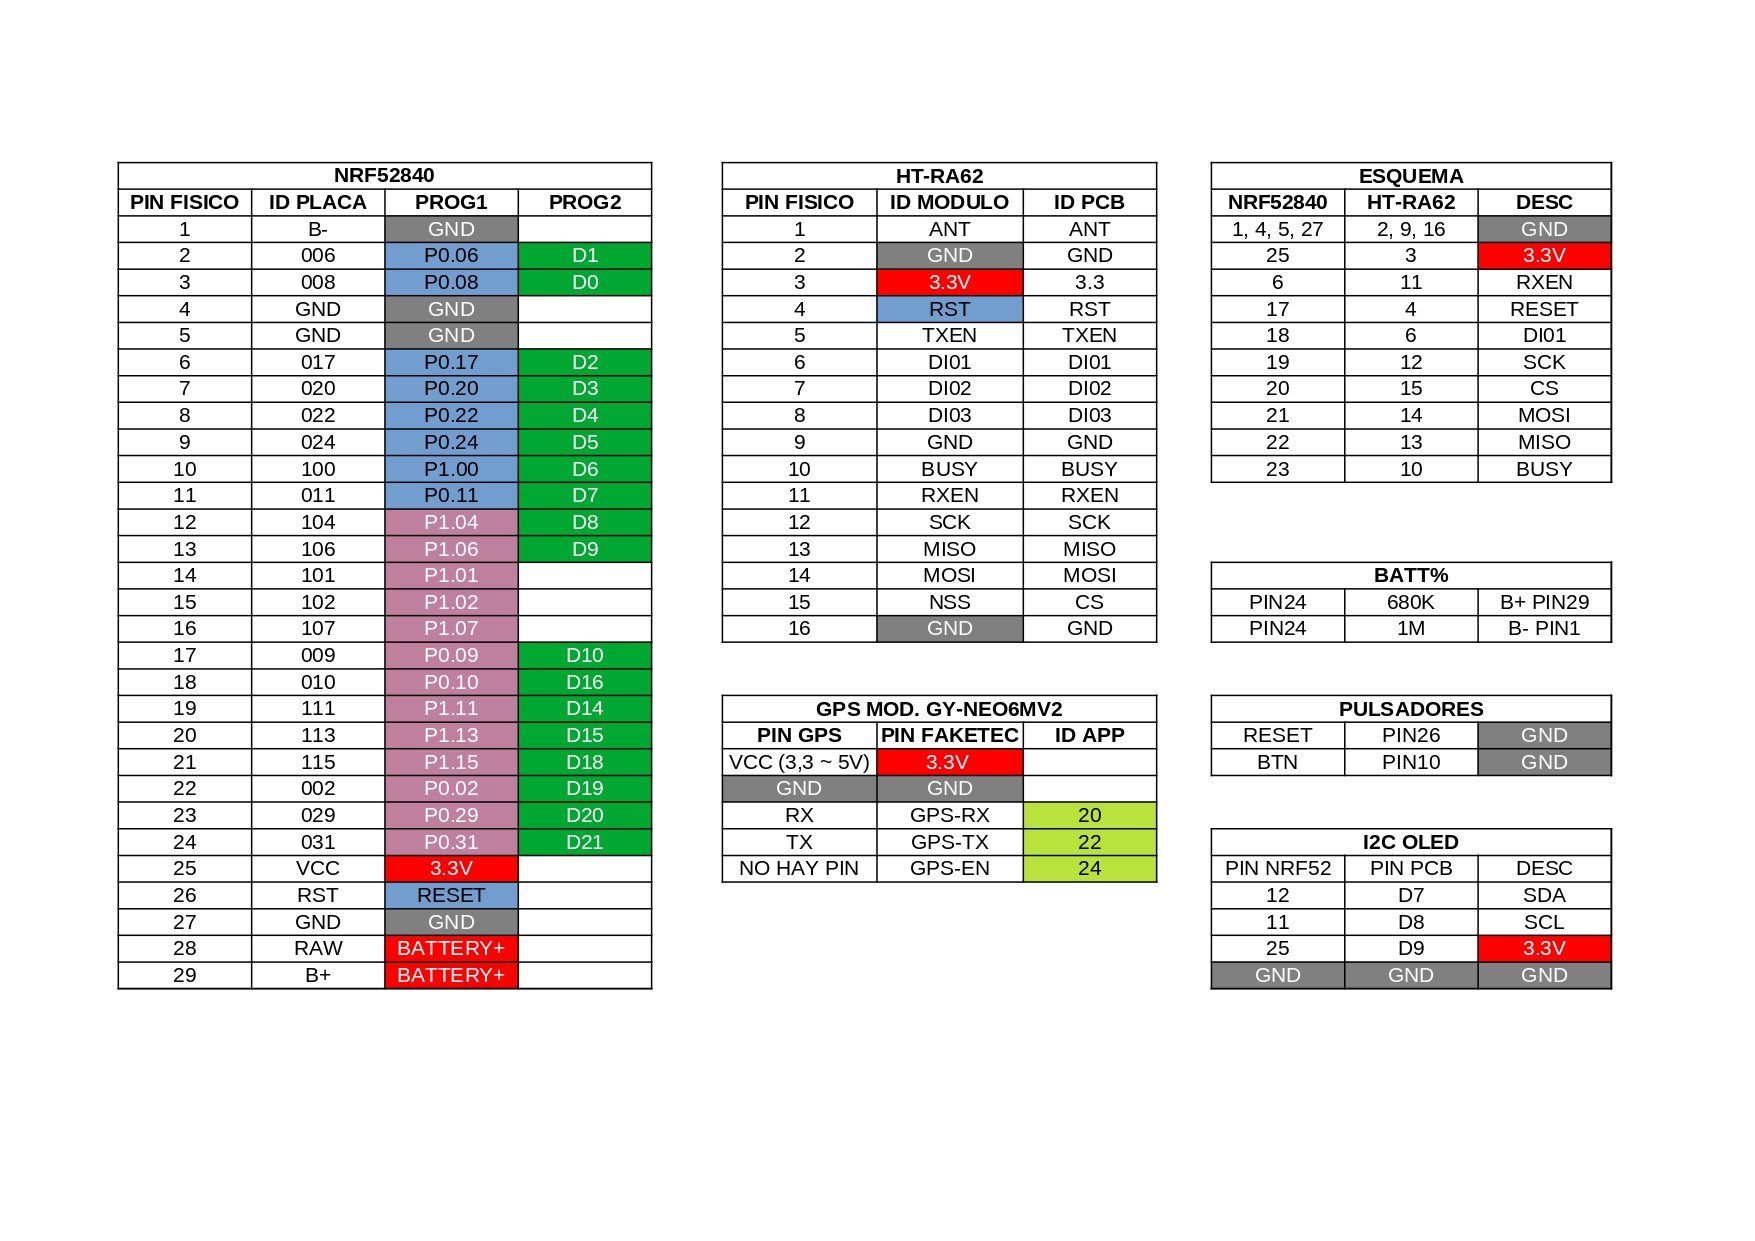 NRF52840
PIN FISICO ID PLACA PROG1 PROG2
1 B- GND
2 006 P0.06 D1
3 008 P0.08 D0
4 GND GND
5 GND GND
6 017 P0.17 D2
7 020 P0.20 D3
8 022 P0.22 D4
9 024 P0.24 D5
10 100 P1.00 D6
11 011 P0.11 D7
12 104 P1.04 D8
13 106 P1.06 D9
14 101 P1.01
15 102 P1.02
16 107 P1.07
17 009 P0.09 D10
18 010 P0.10 D16
19 111 P1.11 D14
20 113 P1.13 D15
21 115 P1.15 D18
22 002 P0.02 D19
23 029 P0.29 D20
24 031 P0.31 D21
25 VCC 3.3V
26 RST RESET
27 GND GND
28 RAW BATTERY+
29 B+ BATTERY+
HT-RA62
PIN FISICO ID MODULO ID PCB
1 ANT ANT
2 GND GND
3 3.3V 3.3
4 RST RST
5 TXEN TXEN
6 DI01 DI01
7 DI02 DI02
8 DI03 DI03
9 GND GND
10 BUSY BUSY
11 RXEN RXEN
12 SCK SCK
13 MISO MISO
14 MOSI MOSI
15 NSS CS
16 GND GND
GPS MOD. GY-NEO6MV2
PIN GPS PIN FAKETEC ID APP
VCC (3,3 ~ 5V) 3.3V
GND GND
RX GPS-RX 20
TX GPS-TX 22
NO HAY PIN GPS-EN 24
ESQUEMA
NRF52840 HT-RA62 DESC
1, 4, 5, 27 2, 9, 16 GND
25 3 3.3V
6 11 RXEN
17 4 RESET
18 6 DI01
19 12 SCK
20 15 CS
21 14 MOSI
22 13 MISO
23 10 BUSY
BATT%
PIN24 680K B+ PIN29
PIN24 1M B- PIN1
PULSADORES
RESET PIN26 GND
BTN PIN10 GND
I2C OLED
PIN NRF52 PIN PCB DESC
12 D7 SDA
11 D8 SCL
25 D9 3.3V
GND GND GND